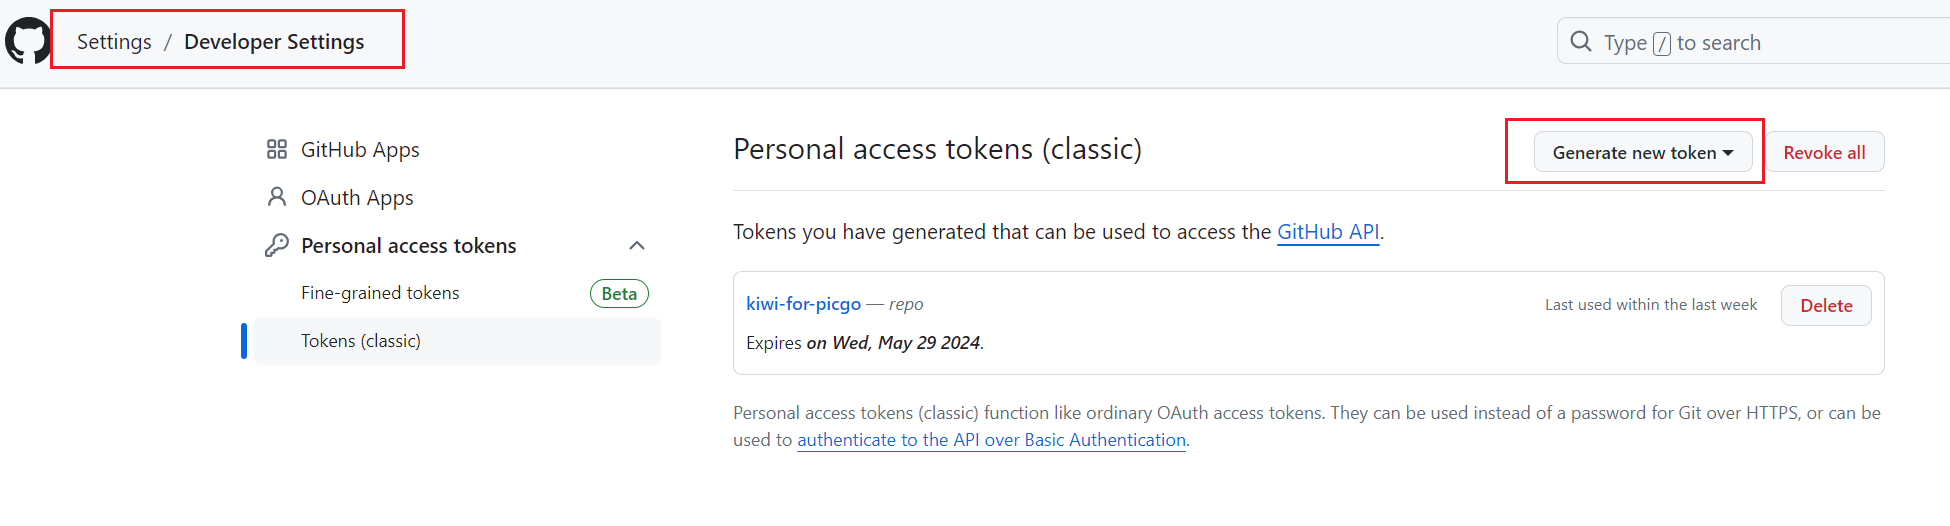 Settings / Developer Settings
Type / to search
GitHub Apps
OAuth Apps
Personal access tokens
Fine-grained tokens Beta
Tokens (classic)
Personal access tokens (classic)
Generate new token
Revoke all
Tokens you have generated that can be used to access the GitHub API.
kiwi-for-picgo — repo
Last used within the last week
Delete
Expires on Wed, May 29 2024.
Personal access tokens (classic) function like ordinary OAuth access tokens. They can be used instead of a password for Git over HTTPS, or can be
used to authenticate to the API over Basic Authentication.